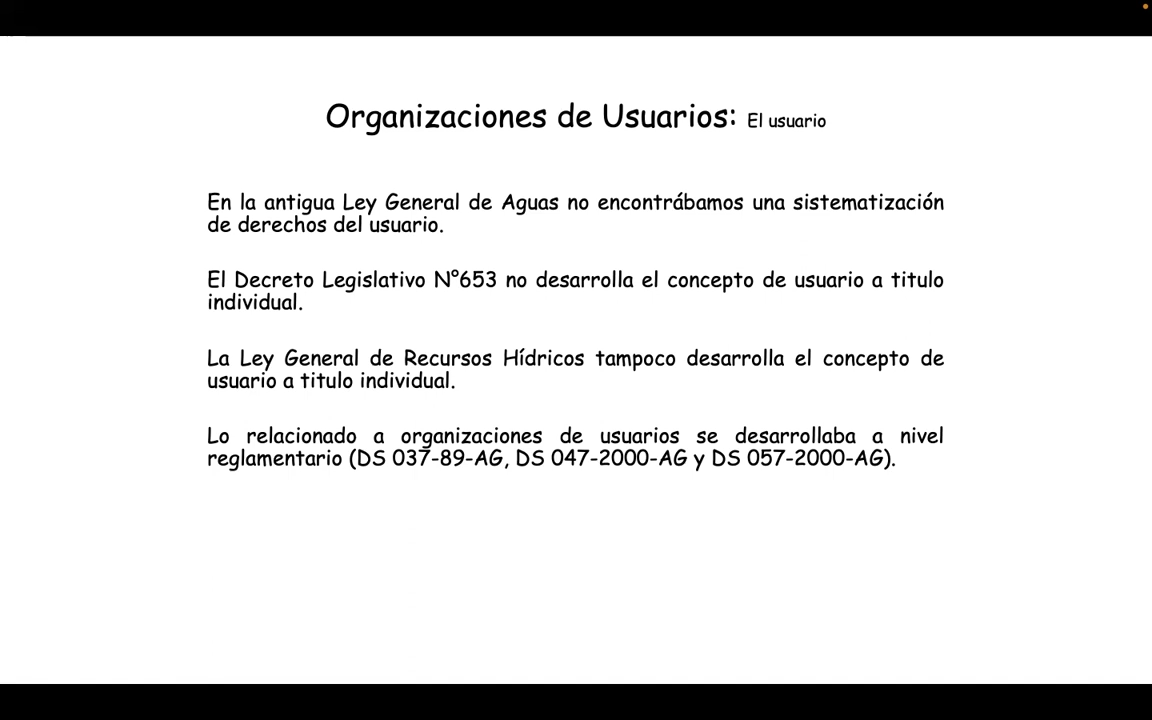 Organizaciones de Usuarios: El usuario
En la antigua Ley General de Aguas no encontrábamos una sistematización
de derechos del usuario.
El Decreto Legislativo N°653 no desarrolla el concepto de usuario a titulo
individual.
La Ley General de Recursos Hídricos tampoco desarrolla el concepto de
usuario a titulo individual.
Lo relacionado a organizaciones de usuarios se desarrollaba a nivel
reglamentario (DS 037-89-AG, DS 047-2000-AG y DS 057-2000-AG).